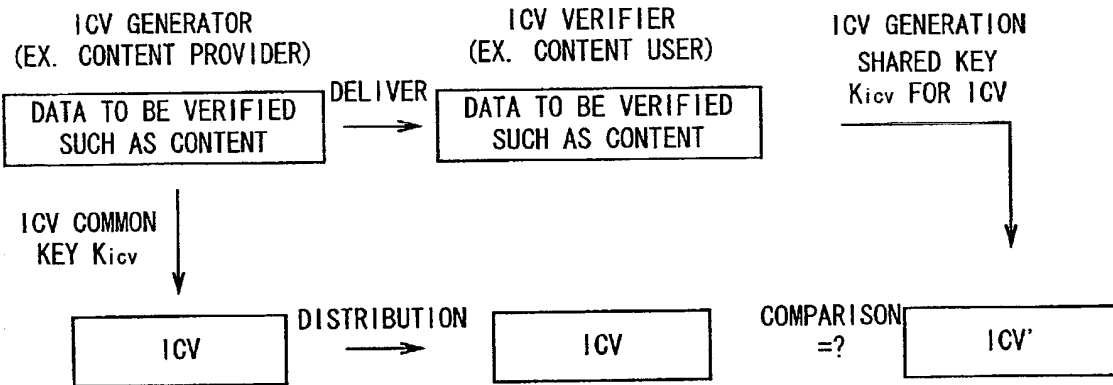 ICV GENERATOR
(EX. CONTENT PROVIDER)
ICV VERIFIER
(EX. CONTENT USER)
ICV GENERATION
SHARED KEY
Kicv FOR ICV
DATA TO BE VERIFIED
SUCH AS CONTENT
DELIVER
DATA TO BE VERIFIED
SUCH AS CONTENT
ICV COMMON
KEY Kicv
ICV
DISTRIBUTION
ICV
COMPARISON
=?
ICV'